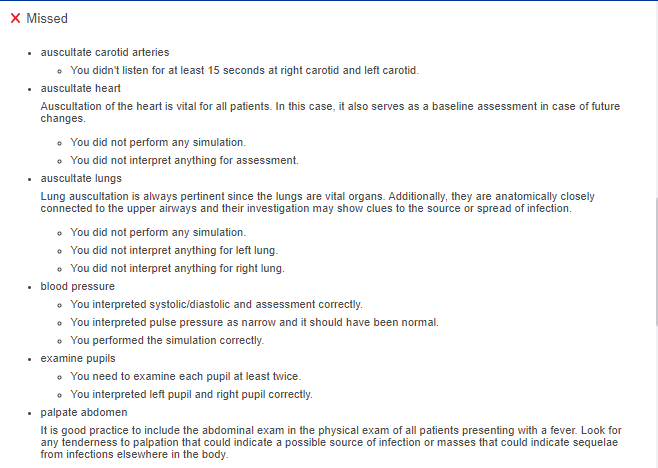 Missed
auscultate carotid arteries
You didn't listen for at least 15 seconds at right carotid and left carotid.
auscultate heart
Auscultation of the heart is vital for all patients. In this case, it also serves as a baseline assessment in case of future
changes.
You did not perform any simulation.
You did not interpret anything for assessment.
auscultate lungs
Lung auscultation is always pertinent since the lungs are vital organs. Additionally, they are anatomically closely
connected to the upper airways and their investigation may show clues to the source or spread of infection.
You did not perform any simulation.
You did not interpret anything for left lung.
You did not interpret anything for right lung.
blood pressure
You interpreted systolic/diastolic and assessment correctly.
You interpreted pulse pressure as narrow and it should have been normal.
You performed the simulation correctly.
examine pupils
You need to examine each pupil at least twice.
You interpreted left pupil and right pupil correctly.
palpate abdomen
It is good practice to include the abdominal exam in the physical exam of all patients presenting with a fever. Look for
any tenderness to palpation that could indicate a possible source of infection or masses that could indicate sequelae
from infections elsewhere in the body.